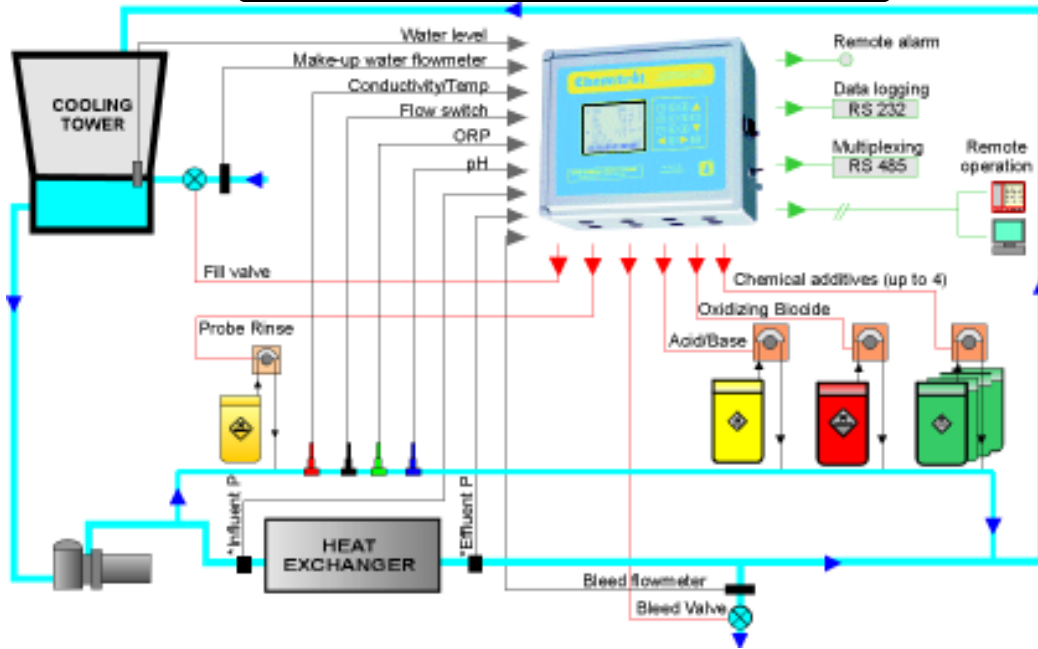 Water level
Make-up water flowmeter
Conductivity/Temp
Flow switch
ORP
pH
COOLING
TOWER
Chemtrol
Remote alarm
Data logging
RS 232
Multiplexing
RS 485
Remote
operation
Fill valve
Probe Rinse
Chemical additives (up to 4)
Oxidizing Biocide
Acid/Base
*Influent P
*Effluent P
HEAT
EXCHANGER
Bleed flowmeter
Bleed Valve